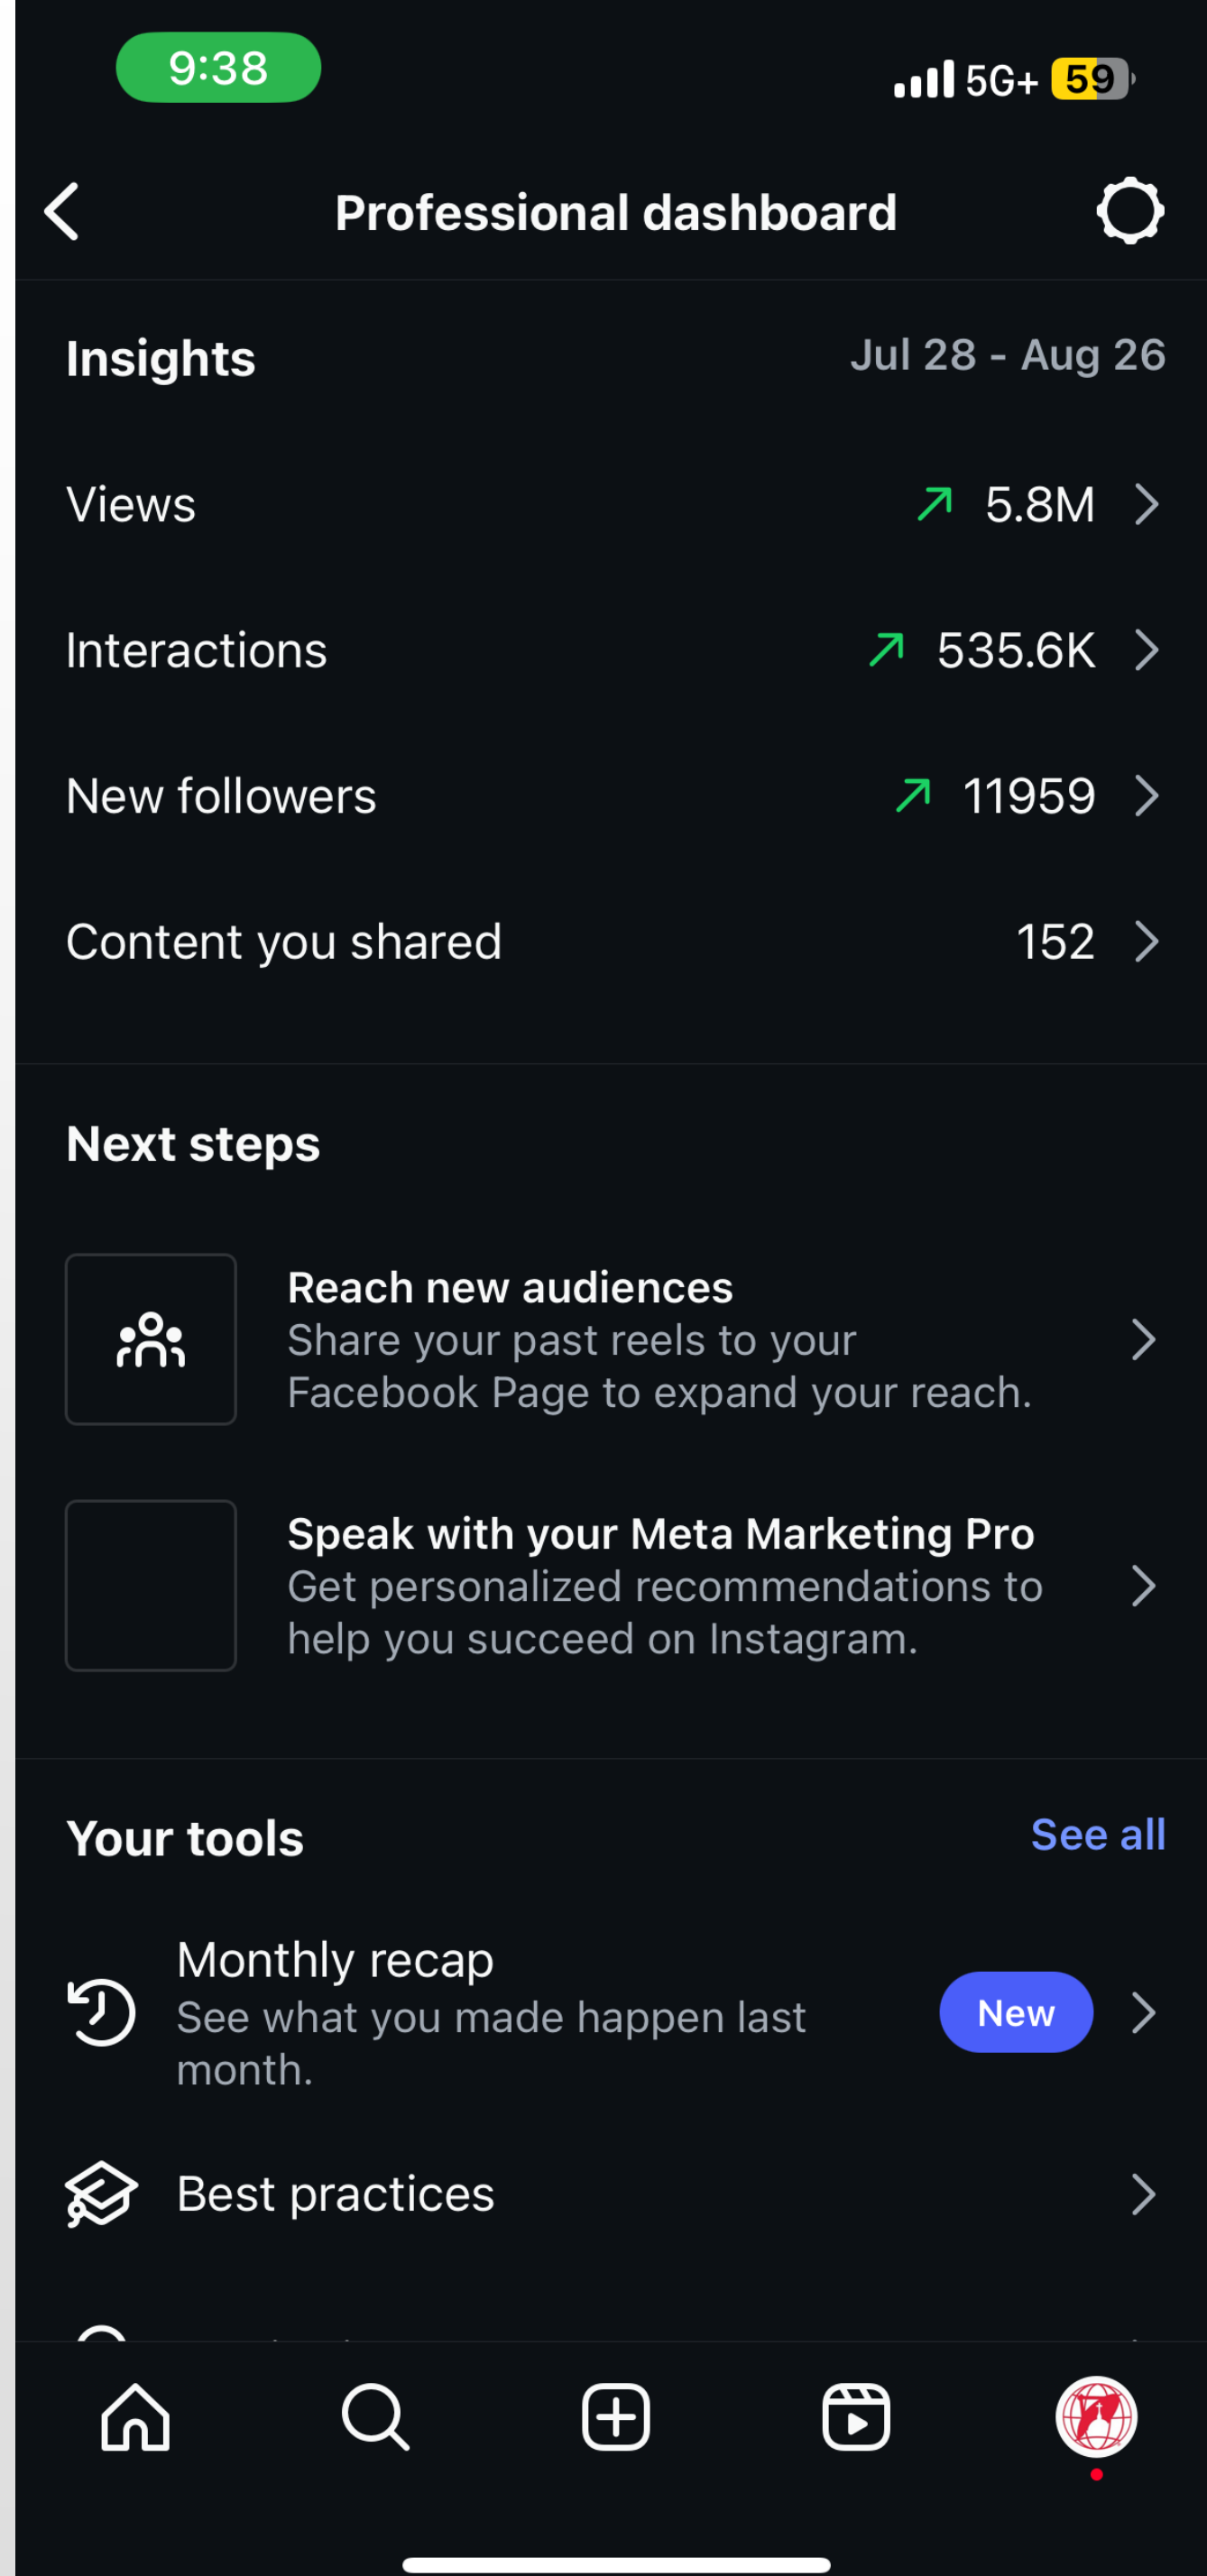 9:38
5G+ 59
Professional dashboard
Insights
Jul 28 - Aug 26
Views
5.8M
Interactions
535.6K
New followers
11959
Content you shared
152
Next steps
Reach new audiences
Share your past reels to your
Facebook Page to expand your reach.
Speak with your Meta Marketing Pro
Get personalized recommendations to
help you succeed on Instagram.
Your tools
See all
Monthly recap
See what you made happen last
month.
New
Best practices